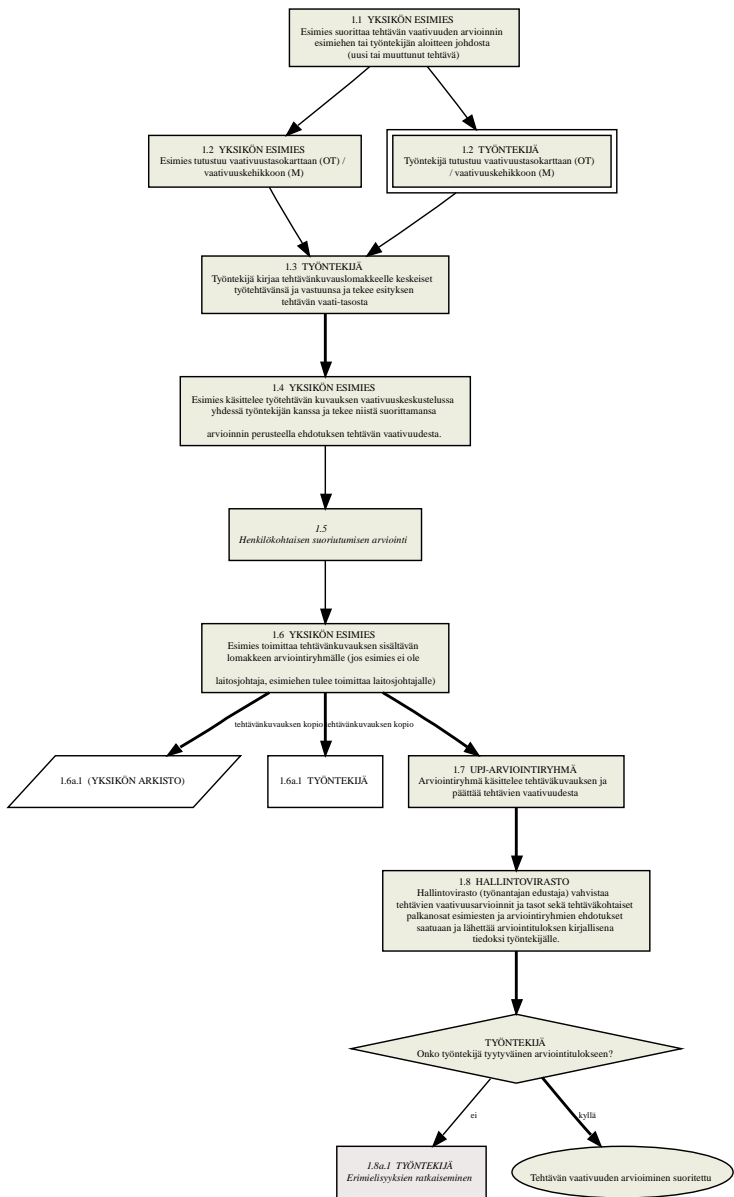 1.1 YKSIKÖN ESIMIES
Esimies suorittaa tehtävän vaativuuden arvioinnin
esimiehen tai työntekijän aloitteen johdosta
(uusi tai muuttunut tehtävä)
1.2 YKSIKÖN ESIMIES
Esimies tutustuu vaativuustasokarttaan (OT) /
vaativuuskehikkoon (M)
1.2 TYÖNTEKIJÄ
Työntekijä tutustuu vaativuustasokarttaan (OT)
/ vaativuuskehikkoon (M)
1.3 TYÖNTEKIJÄ
Työntekijä kirjaa tehtävänkuvauslomakkeelle keskeiset
työtehtävänsä ja vastuunsa ja tekee esityksen
tehtävän vaati-tasosta
1.4 YKSIKÖN ESIMIES
Esimies käsittelee työtehtävän kuvauksen vaativuuskeskustelussa
yhdessä työntekijän kanssa ja tekee niistä suorittamansa
arvioinnin perusteella ehdotuksen tehtävän vaativuudesta.
1.5
Henkilökohtaisen suoriutumisen arviointi
1.6 YKSIKÖN ESIMIES
Esimies toimittaa tehtävänkuvauksen sisältävän
lomakkeen arviointiryhmälle (jos esimies ei ole
laitosjohtaja, esimiehen tulee toimittaa laitosjohtajalle)
tehtävänkuvauksen kopio
tehtävänkuvauksen kopio
1.6a.1 (YKSIKÖN ARKISTO)
1.6a.1 TYÖNTEKIJÄ
1.7 UPJ-ARVIOINTIRYHMÄ
Arviointiryhmä käsittelee tehtäväkuvauksen ja
päättää tehtävien vaativuudesta
1.8 HALLINTOVIRASTO
Hallintovirasto (työnantajan edustaja) vahvistaa
tehtävien vaativuusarvioinnit ja tasot sekä tehtäväkohtaiset
palkanosat esimiesten ja arviointiryhmien ehdotukset
saatuaan ja lähettää arviointituloksen kirjallisena
tiedoksi työntekijälle.
TYÖNTEKIJÄ
Onko työntekijä tyytyväinen arviointitulokseen?
ei
kyllä
1.8a.1 TYÖNTEKIJÄ
Erimielisyyksien ratkaiseminen
Tehtävän vaativuuden arvioiminen suoritettu